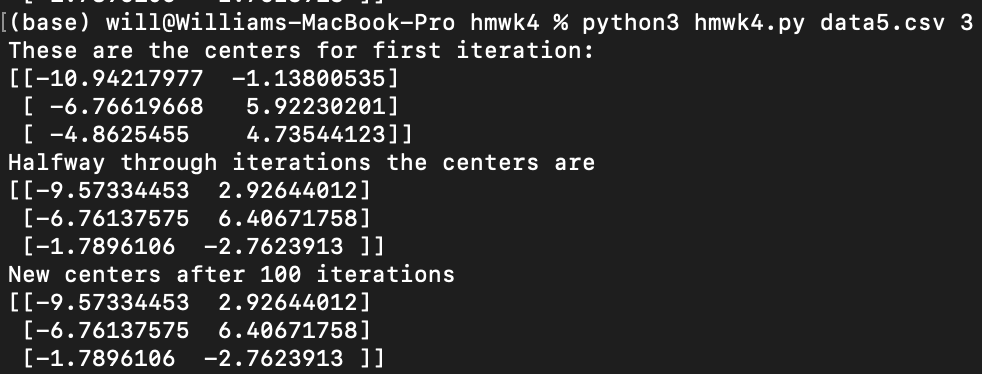 [(base) will@Williams-MacBook-Pro hmwk4 % python3 hmwk4.py data5.csv 3
These are the centers for first iteration:
[[-10.94217977  -1.13800535]
 [ -6.76619668   5.92230201]
 [ -4.8625455    4.73544123]]
Halfway through iterations the centers are
[[-9.57334453  2.92644012]
 [-6.76137575  6.40671758]
 [-1.7896106  -2.7623913 ]]
New centers after 100 iterations
[[-9.57334453  2.92644012]
 [-6.76137575  6.40671758]
 [-1.7896106  -2.7623913 ]]